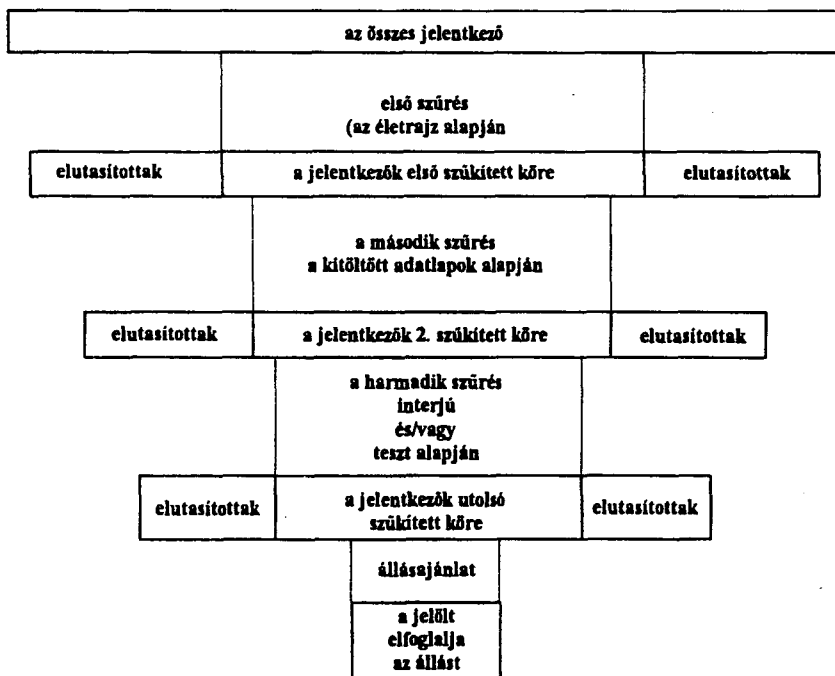 az összes jelentkező
első szűrés
(az életrajz alapján
elutasítottak a jelentkezők első szűkített köre elutasítottak
a második szűrés
a kitöltött adatlapok alapján
elutasítottak a jelentkezők 2. szűkített köre elutasítottak
a harmadik szűrés
interjú
és/vagy
teszt alapján
elutasítottak a jelentkezők utolsó elutasítottak
szűkített köre
állásajánlat
a jelölt
elfoglalja
az állást